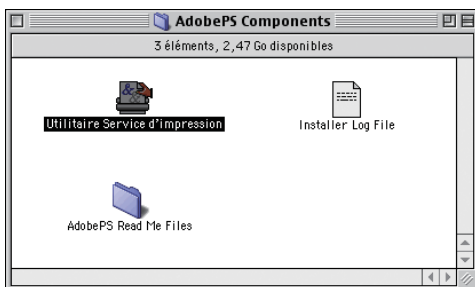 AdobePS Components
3 éléments, 2,47 Go disponibles
Utilitaire Service d'impression
Installer Log File
AdobePS Read Me Files